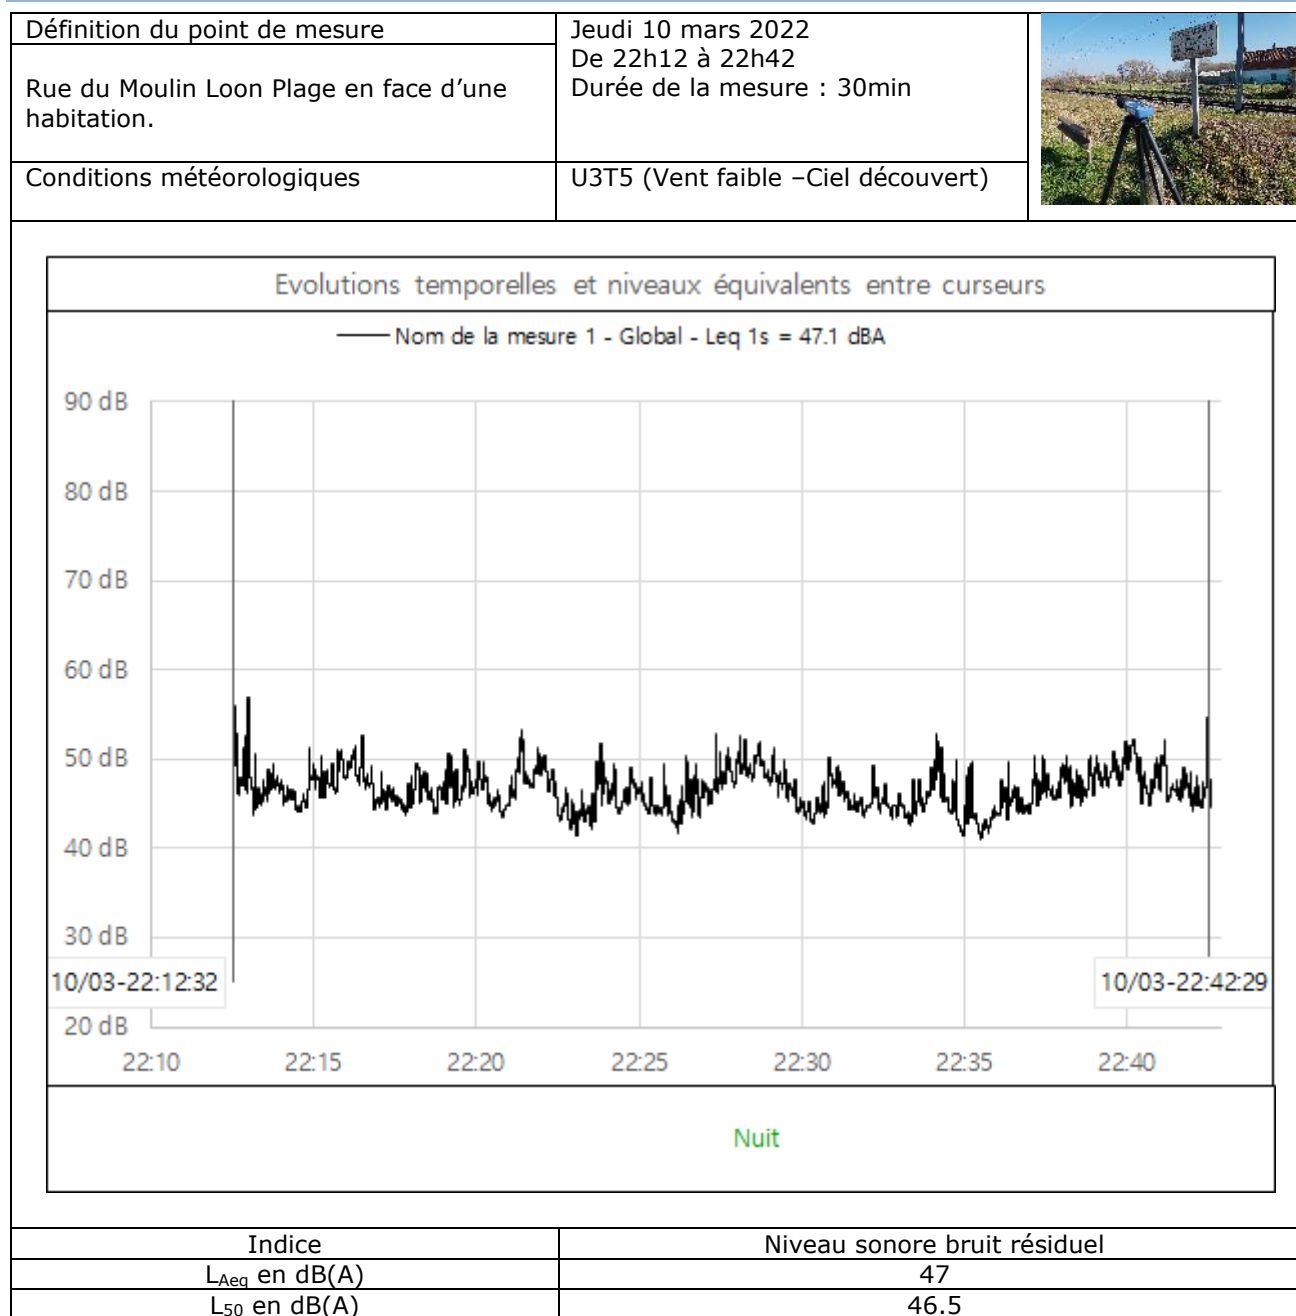 Définition du point de mesure
Rue du Moulin Loon Plage en face d’une
habitation.
Jeudi 10 mars 2022
De 22h12 à 22h42
Durée de la mesure : 30min
Conditions météorologiques
U3T5 (Vent faible –Ciel découvert)
Evolutions temporelles et niveaux équivalents entre curseurs
Nom de la mesure 1 - Global - Leq 1s = 47.1 dBA
90 dB
80 dB
70 dB
60 dB
50 dB
40 dB
30 dB
10/03-22:12:32
10/03-22:42:29
20 dB
22:10 22:15 22:20 22:25 22:30 22:35 22:40
Nuit
Indice Niveau sonore bruit résiduel
LAeq en dB(A) 47
L50 en dB(A) 46.5